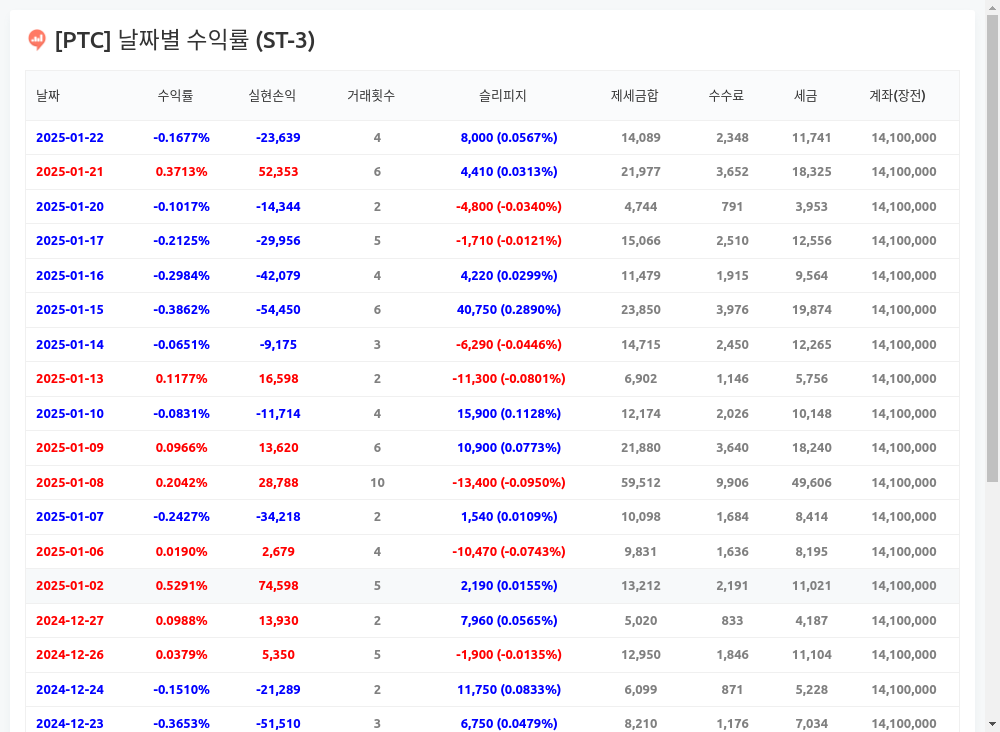 [PTC] 날짜별 수익률 (ST-3)
날짜 수익률 실현손익 거래횟수 슬리피지 제세금합 수수료 세금 계좌(장전)
2025-01-22 -0.1677% -23,639 4 8,000 (0.0567%) 14,089 2,348 11,741 14,100,000
2025-01-21 0.3713% 52,353 6 4,410 (0.0313%) 21,977 3,652 18,325 14,100,000
2025-01-20 -0.1017% -14,344 2 -4,800 (-0.0340%) 4,744 791 3,953 14,100,000
2025-01-17 -0.2125% -29,956 5 -1,710 (-0.0121%) 15,066 2,510 12,556 14,100,000
2025-01-16 -0.2984% -42,079 4 4,220 (0.0299%) 11,479 1,915 9,564 14,100,000
2025-01-15 -0.3862% -54,450 6 40,750 (0.2890%) 23,850 3,976 19,874 14,100,000
2025-01-14 -0.0651% -9,175 3 -6,290 (-0.0446%) 14,715 2,450 12,265 14,100,000
2025-01-13 0.1177% 16,598 2 -11,300 (-0.0801%) 6,902 1,146 5,756 14,100,000
2025-01-10 -0.0831% -11,714 4 15,900 (0.1128%) 12,174 2,026 10,148 14,100,000
2025-01-09 0.0966% 13,620 6 10,900 (0.0773%) 21,880 3,640 18,240 14,100,000
2025-01-08 0.2042% 28,788 10 -13,400 (-0.0950%) 59,512 9,906 49,606 14,100,000
2025-01-07 -0.2427% -34,218 2 1,540 (0.0109%) 10,098 1,684 8,414 14,100,000
2025-01-06 0.0190% 2,679 4 -10,470 (-0.0743%) 9,831 1,636 8,195 14,100,000
2025-01-02 0.5291% 74,598 5 2,190 (0.0155%) 13,212 2,191 11,021 14,100,000
2024-12-27 0.0988% 13,930 2 7,960 (0.0565%) 5,020 833 4,187 14,100,000
2024-12-26 0.0379% 5,350 5 -1,900 (-0.0135%) 12,950 1,846 11,104 14,100,000
2024-12-24 -0.1510% -21,289 2 11,750 (0.0833%) 6,099 871 5,228 14,100,000
2024-12-23 -0.3653% -51,510 3 6,750 (0.0479%) 8,210 1,176 7,034 14,100,000